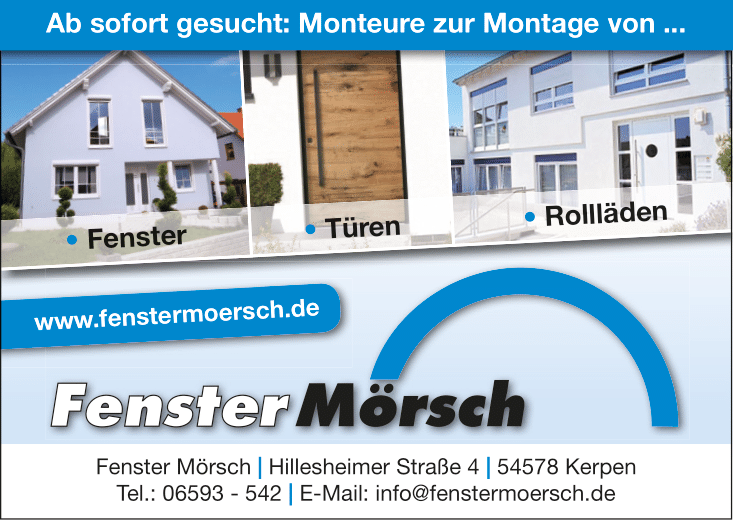 Ab sofort gesucht: Monteure zur Montage von ...
• Fenster
• Türen
• Rollläden
www.fenstermoersch.de
Fenster Mörsch
Fenster Mörsch | Hillesheimer Straße 4 | 54578 Kerpen
Tel.: 06593 - 542 | E-Mail: info@fenstermoersch.de